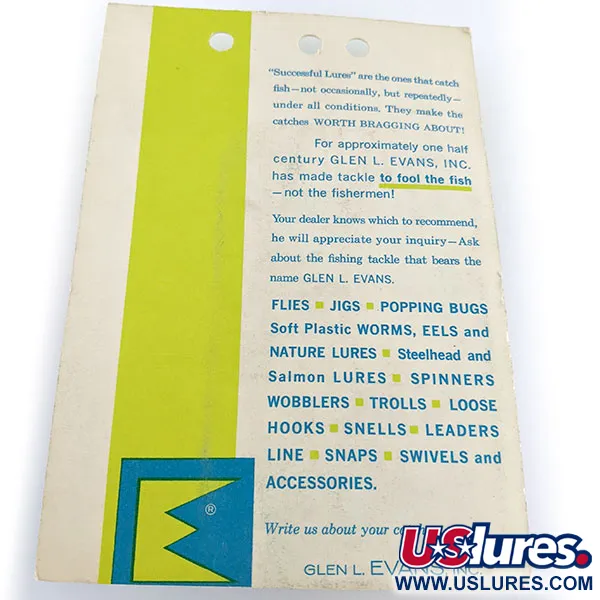 "Successful Lures" are the ones that catch
fish—not occasionally, but repeatedly—
under all conditions. They make the
catches WORTH BRAGGING ABOUT!
For approximately one half
century GLEN L. EVANS, INC.
has made tackle to fool the fish
—not the fishermen!
Your dealer knows which to recommend,
he will appreciate your inquiry—Ask
about the fishing tackle that bears the
name GLEN L. EVANS.
FLIES ▪ JIGS ▪ POPPING BUGS
Soft Plastic WORMS, EELS and
NATURE LURES ▪ Steelhead and
Salmon LURES ▪ SPINNERS
WOBBLERS ▪ TROLLS ▪ LOOSE
HOOKS ▪ SNELLS ▪ LEADERS
LINE ▪ SNAPS ▪ SWIVELS and
ACCESSORIES.
®
Write us about your
GLEN L. EVANS, INC.
USlures.
WWW.USLURES.COM